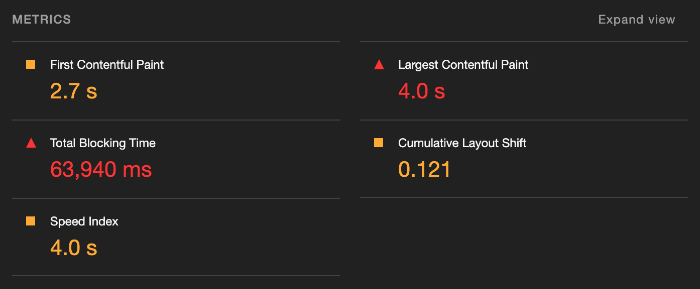 METRICS
Expand view
First Contentful Paint
2.7 s
Largest Contentful Paint
4.0 s
Total Blocking Time
63,940 ms
Cumulative Layout Shift
0.121
Speed Index
4.0 s